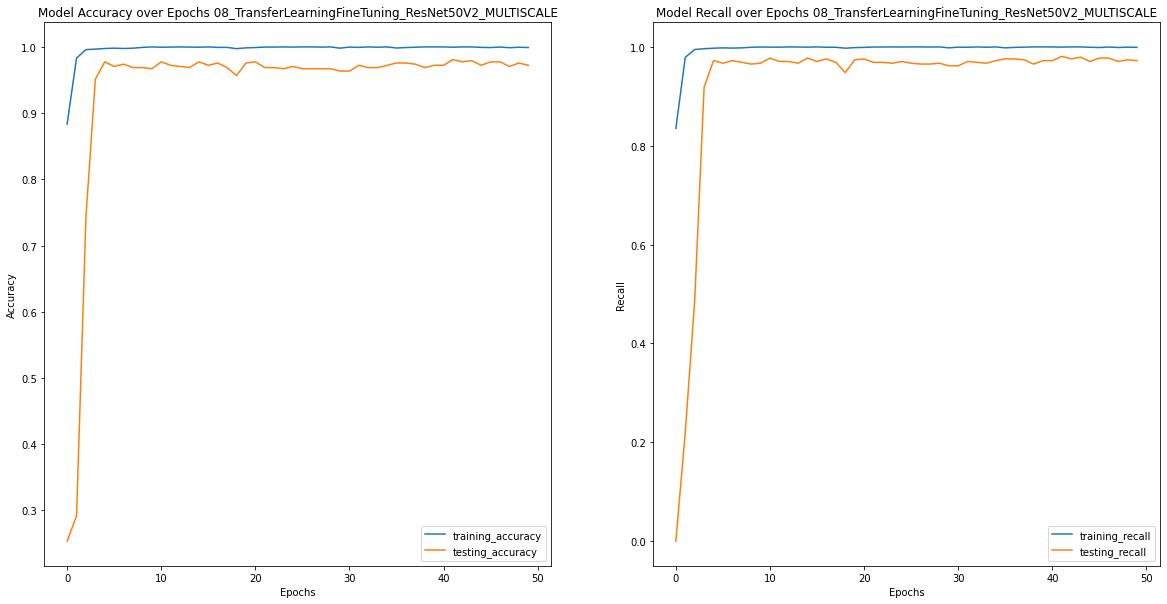 Model Accuracy over Epochs 08_TransferLearningFineTuning_ResNet50V2_MULTISCALE
1.0
0.9
0.8
0.7
0.6
0.5
0.4
0.3
Accuracy
0 10 20 30 40 50
Epochs
training_accuracy
testing_accuracy
Model Recall over Epochs 08_TransferLearningFineTuning_ResNet50V2_MULTISCALE
1.0
0.8
0.6
0.4
0.2
0.0
Recall
0 10 20 30 40 50
Epochs
training_recall
testing_recall